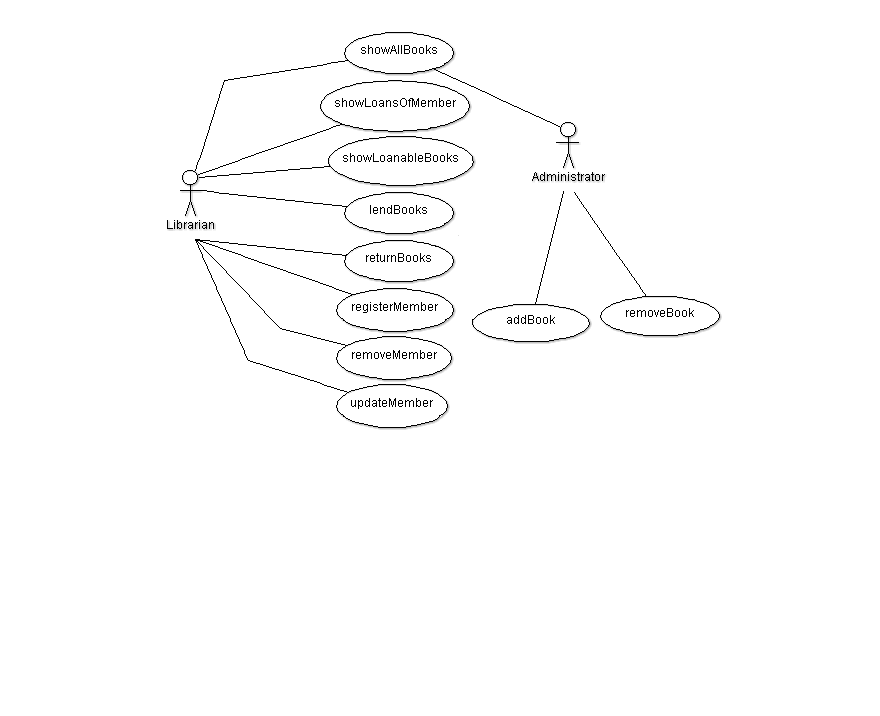 showAllBooks
showLoansOfMember
showLoanableBooks
Administrator
lendBooks
Librarian
returnBooks
registerMember
addBook
removeBook
removeMember
updateMember